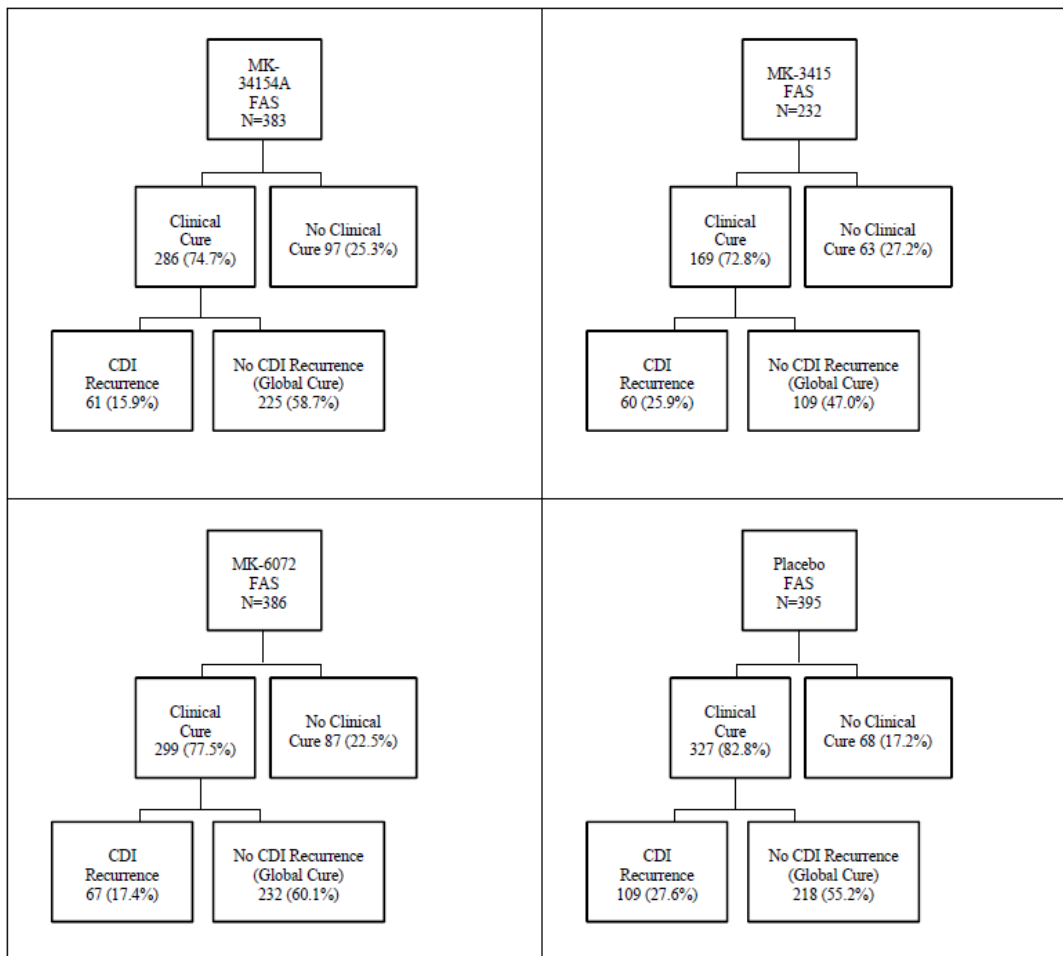 MK-
34154A
FAS
N=383
Clinical
Cure
286 (74.7%)
No Clinical
Cure 97 (25.3%)
CDI
Recurrence
61 (15.9%)
No CDI Recurrence
(Global Cure)
225 (58.7%)
MK-3415
FAS
N=232
Clinical
Cure
169 (72.8%)
No Clinical
Cure 63 (27.2%)
CDI
Recurrence
60 (25.9%)
No CDI Recurrence
(Global Cure)
109 (47.0%)
MK-6072
FAS
N=386
Clinical
Cure
299 (77.5%)
No Clinical
Cure 87 (22.5%)
CDI
Recurrence
67 (17.4%)
No CDI Recurrence
(Global Cure)
232 (60.1%)
Placebo
FAS
N=395
Clinical
Cure
327 (82.8%)
No Clinical
Cure 68 (17.2%)
CDI
Recurrence
109 (27.6%)
No CDI Recurrence
(Global Cure)
218 (55.2%)